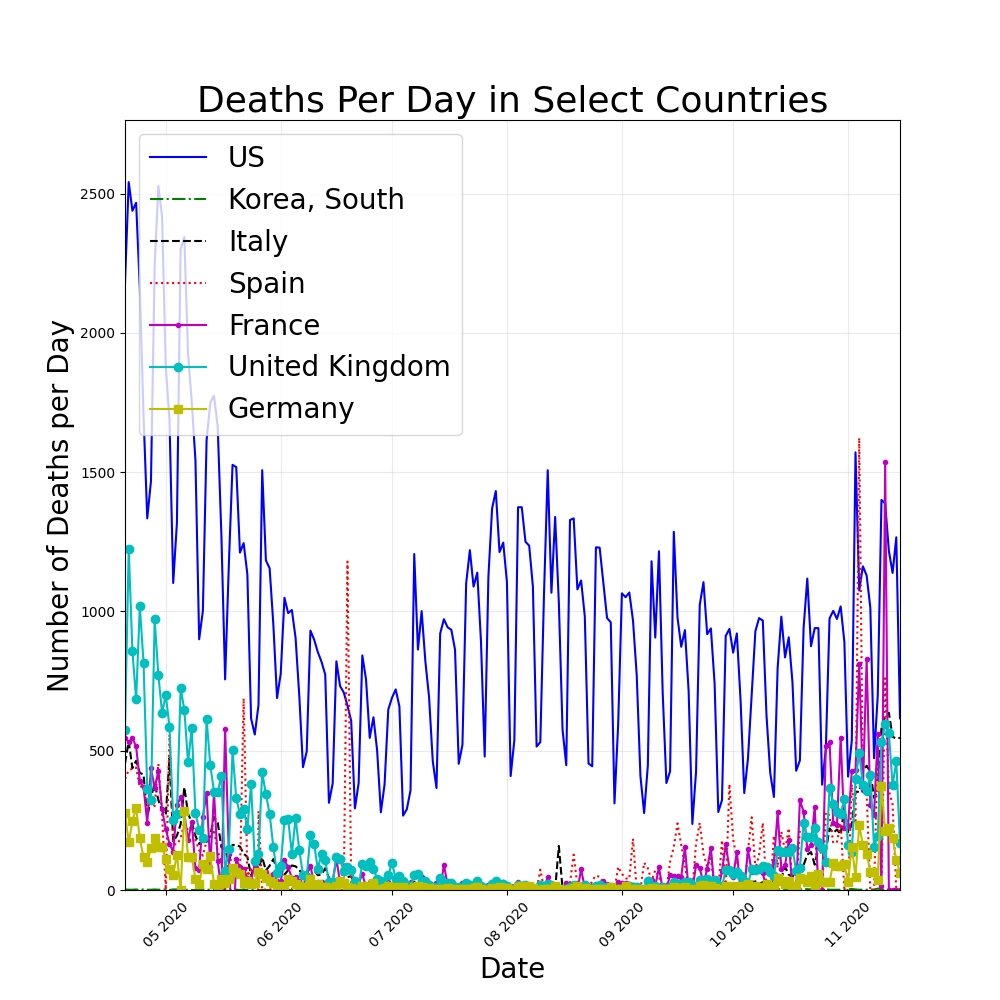 Deaths Per Day in Select Countries
US
Korea, South
Italy
Spain
France
United Kingdom
Germany
Number of Deaths per Day
2500
2000
1500
1000
500
0
05 2020
06 2020
07 2020
08 2020
09 2020
10 2020
11 2020
Date